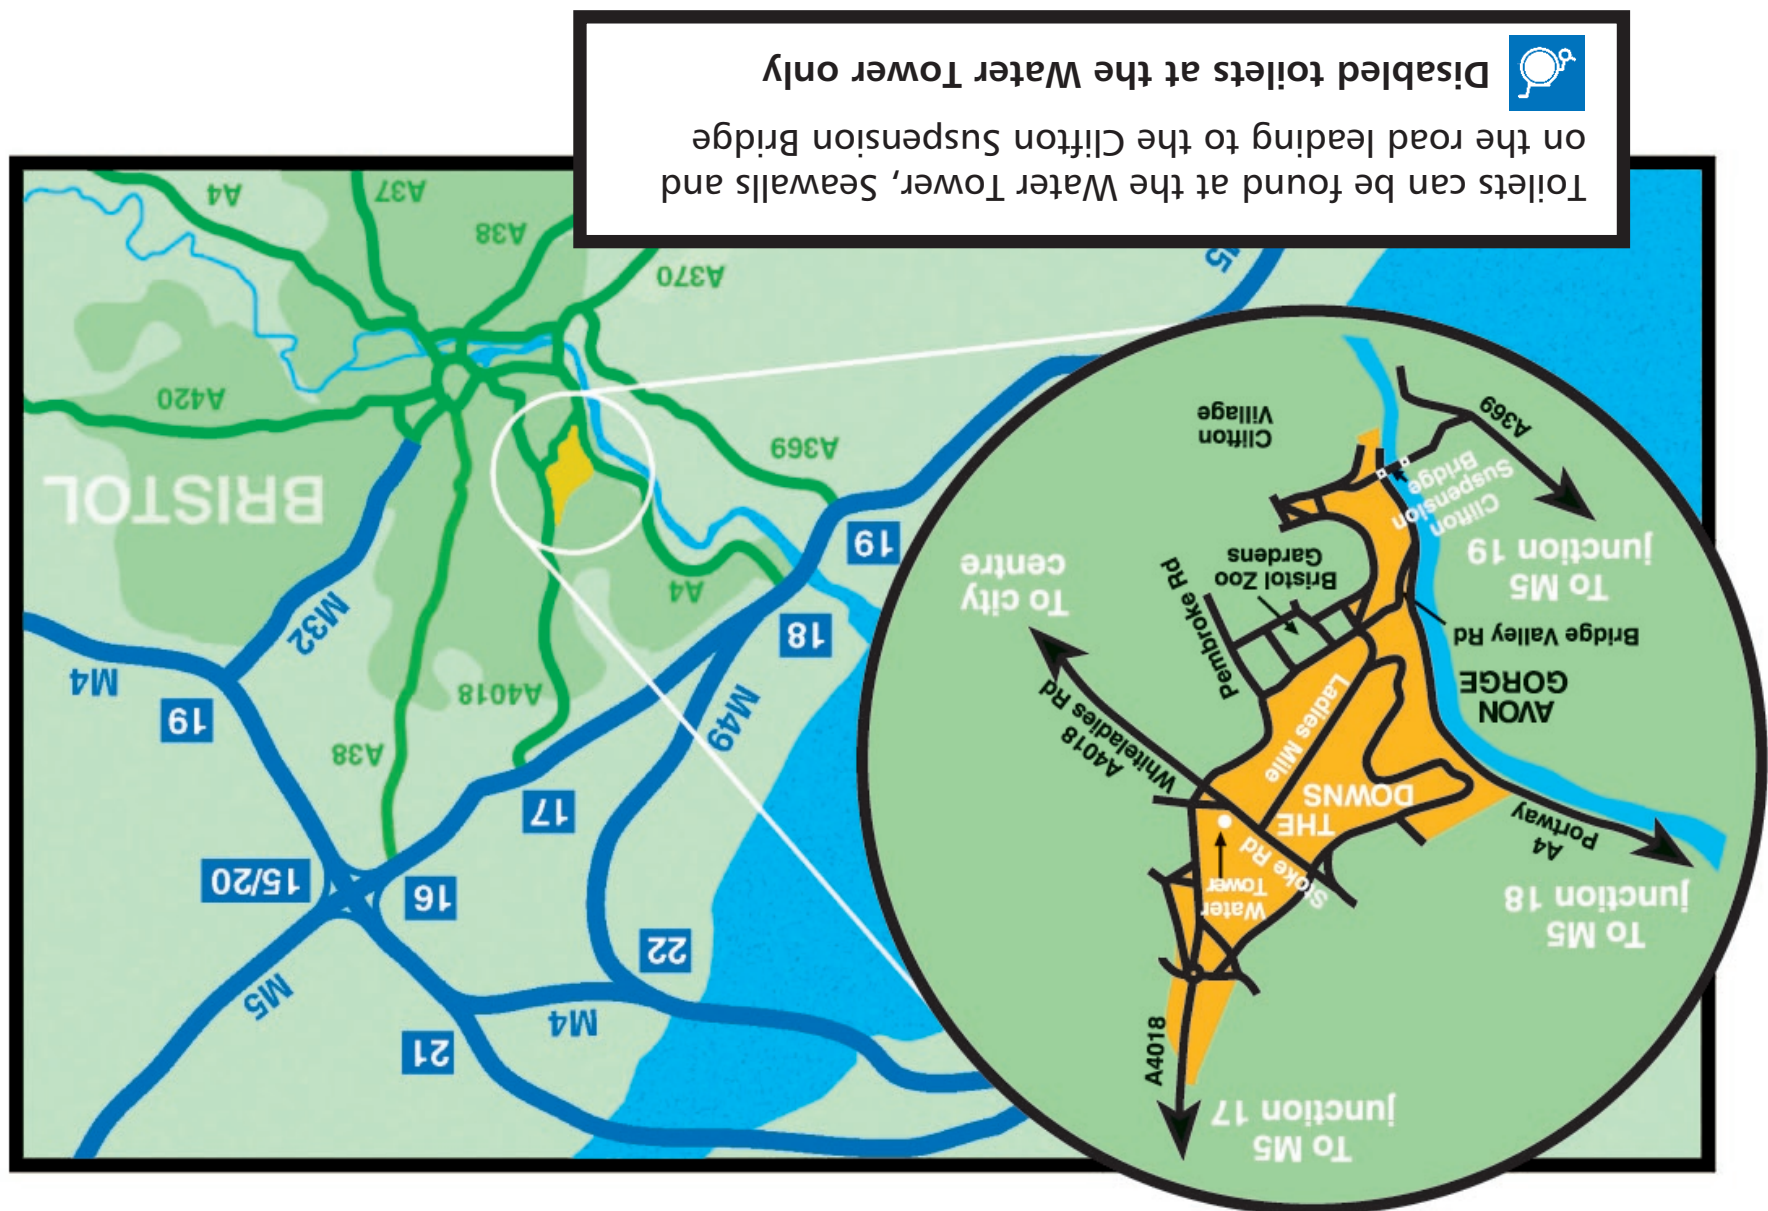 To M5
junction 17
A4018
Water
Tower
Stoke Rd
THE
DOWNS
Ladies Mile
A4018
Whiteladies Rd
To city
centre
Pembroke Rd
Bristol Zoo
Gardens
Clifton
Village
To M5
junction 18
A4
Portway
AVON
GORGE
Bridge Valley Rd
To M5
junction 19
Clifton
Suspension
Bridge
A369
M5
21
M4
22
M5
16
15/20
17
A38
M49
19
A4018
M4
18
M32
A4
19
BRISTOL
A369
A420
A370
M5
A38
A37
A4
Toilets can be found at the Water Tower, Seawalls and
on the road leading to the Clifton Suspension Bridge
Disabled toilets at the Water Tower only